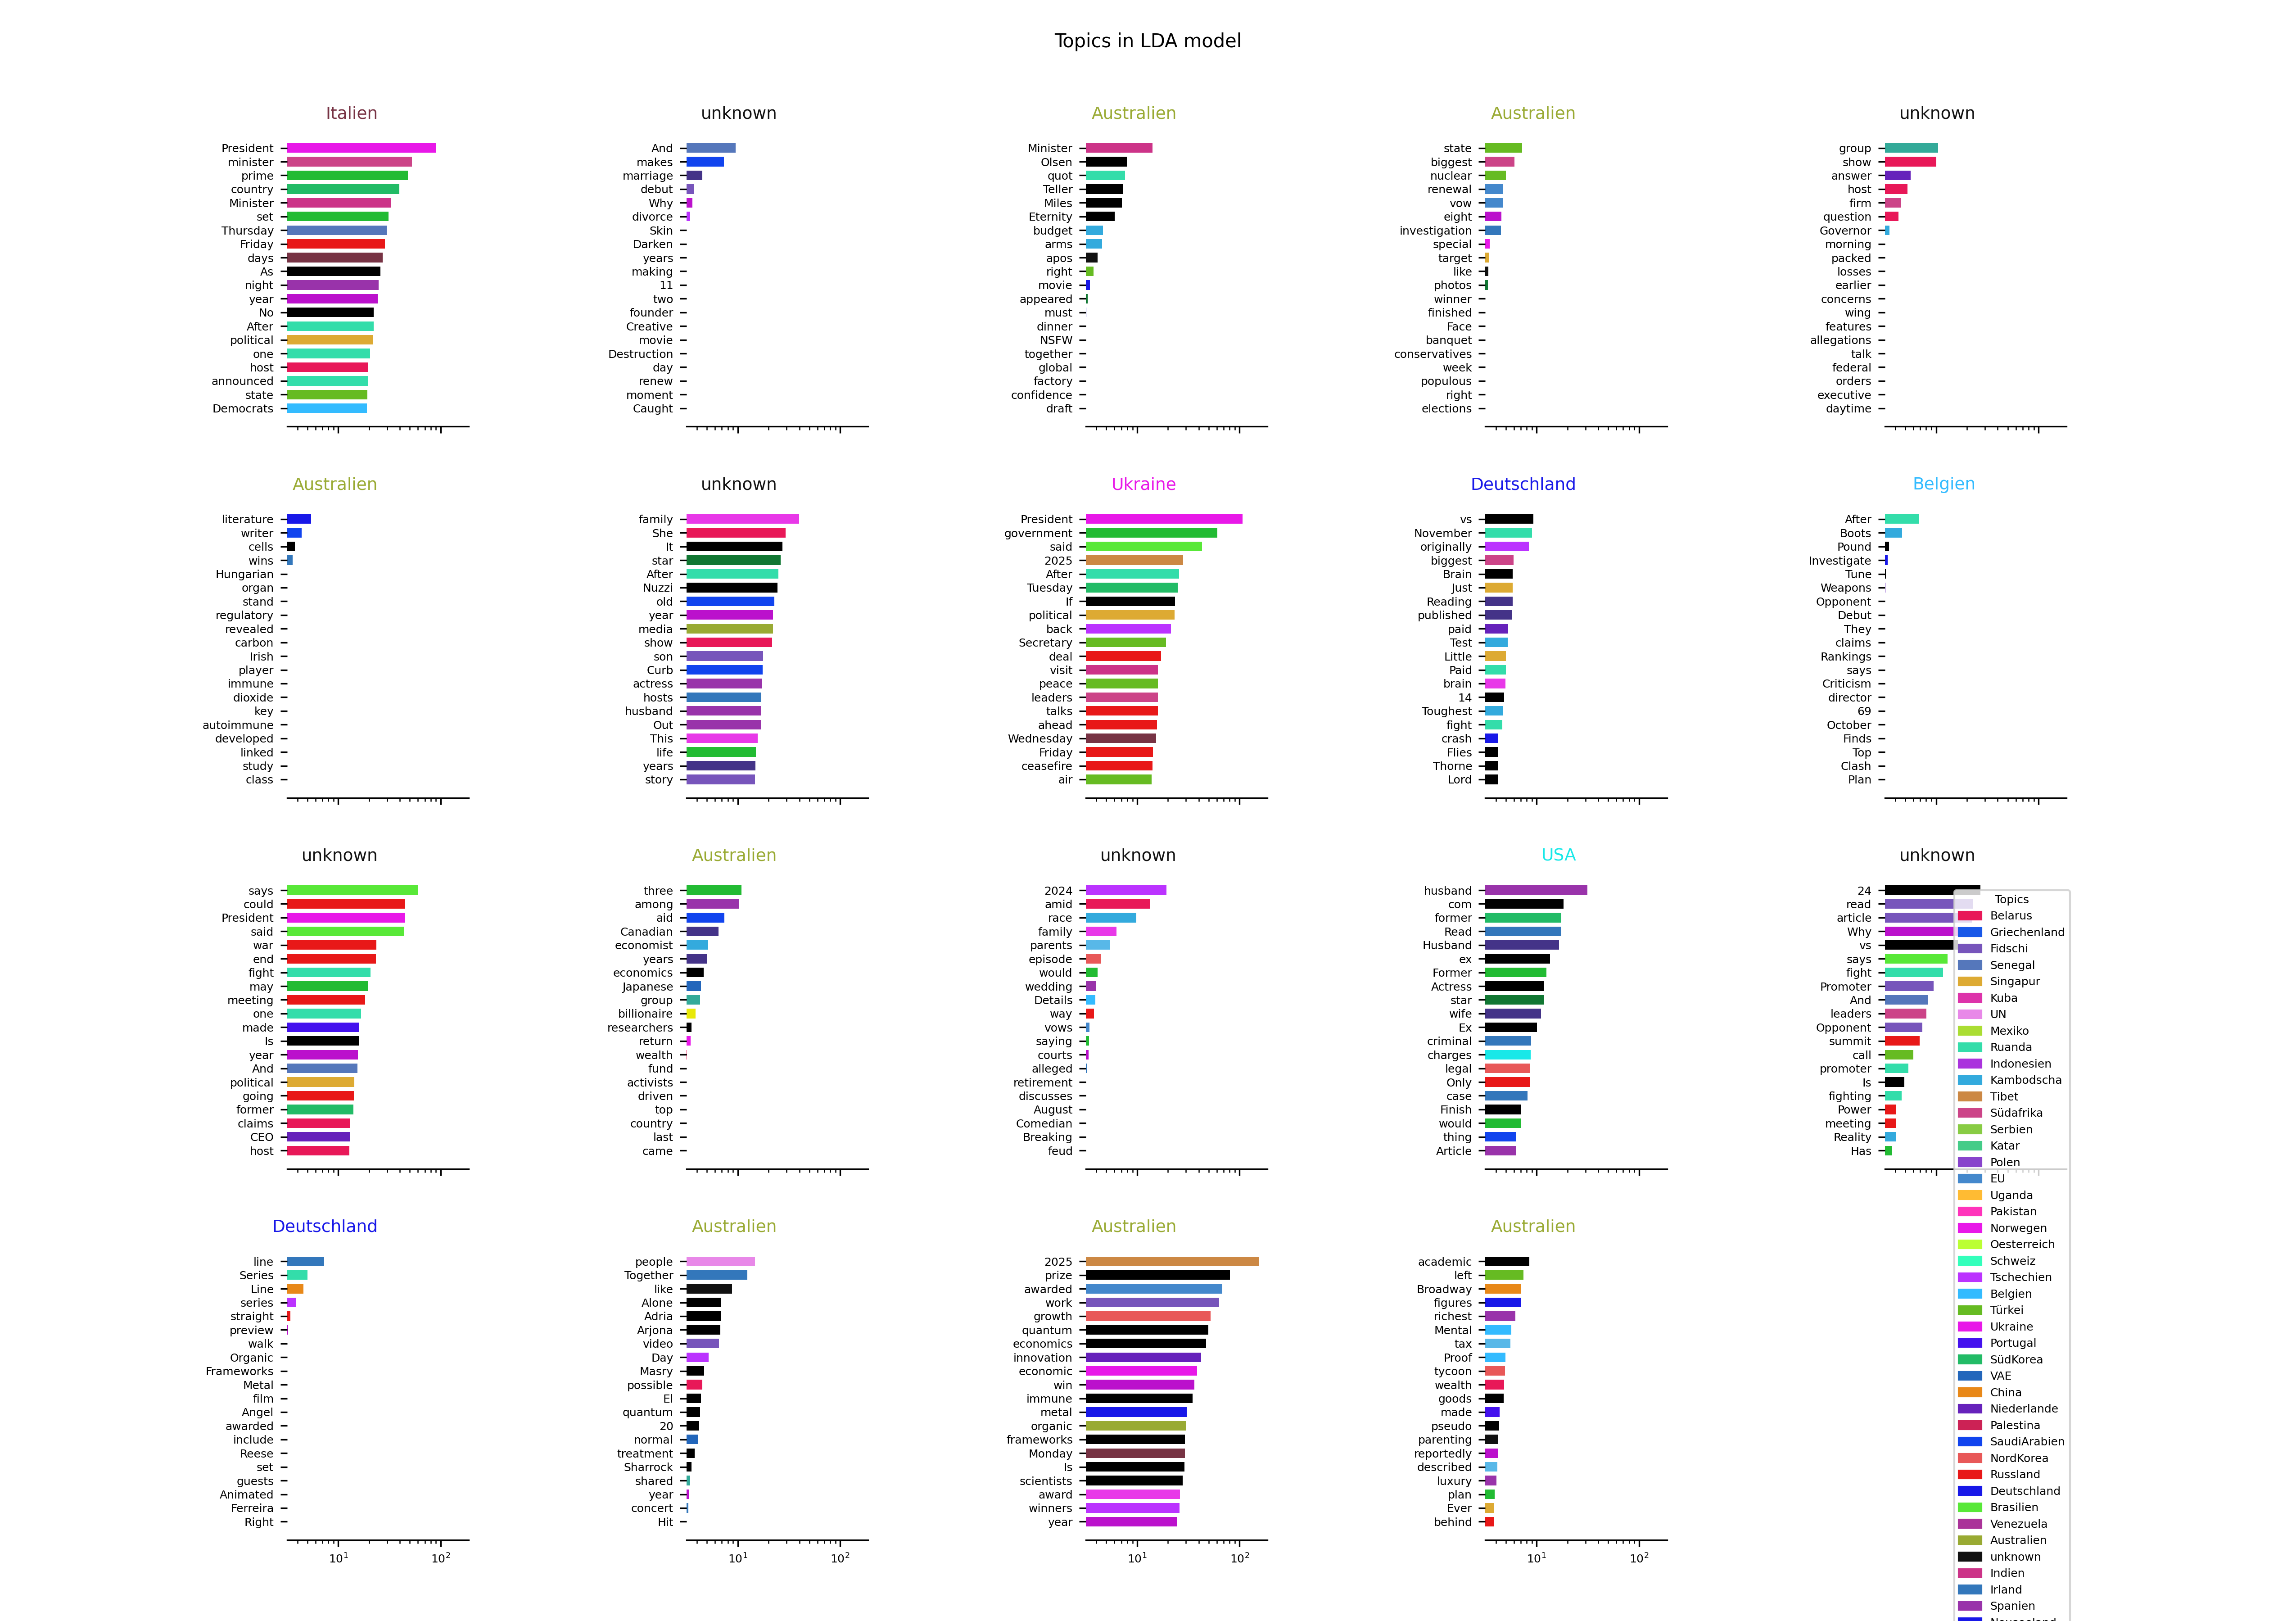 Topics in LDA model
Italien
President
minister
prime
country
Minister
set
Thursday
Friday
days
As
night
year
No
After
political
one
host
announced
state
Democrats
unknown
And
makes
marriage
debut
Why
divorce
Skin
Darken
years
making
11
two
founder
Creative
movie
Destruction
day
renew
moment
Caught
Australien
Minister
Olsen
quot
Teller
Miles
Eternity
budget
arms
apos
right
movie
appeared
must
dinner
NSFW
together
global
factory
confidence
draft
Australien
state
biggest
nuclear
renewal
vow
eight
investigation
special
target
like
photos
winner
finished
Face
banquet
conservatives
week
populous
right
elections
unknown
group
show
answer
host
firm
question
Governor
morning
packed
losses
earlier
concerns
wing
features
allegations
talk
federal
orders
executive
daytime
Australien
literature
writer
cells
wins
Hungarian
organ
stand
regulatory
revealed
carbon
Irish
player
immune
dioxide
key
autoimmune
developed
linked
study
class
unknown
family
She
It
star
After
Nuzzi
old
year
media
show
son
Curb
actress
hosts
husband
Out
This
life
years
story
Ukraine
President
government
said
2025
After
Tuesday
If
political
back
Secretary
deal
visit
peace
leaders
talks
ahead
Wednesday
Friday
ceasefire
air
Deutschland
vs
November
originally
biggest
Brain
Just
Reading
published
paid
Test
Little
Paid
brain
14
Toughest
fight
crash
Flies
Thorne
Lord
Belgien
After
Boots
Pound
Investigate
Tune
Weapons
Opponent
Debut
They
claims
Rankings
says
Criticism
director
69
October
Finds
Top
Clash
Plan
unknown
says
could
President
said
war
end
fight
may
meeting
one
made
Is
year
And
political
going
former
claims
CEO
host
Australien
three
among
aid
Canadian
economist
years
economics
Japanese
group
billionaire
researchers
return
wealth
fund
activists
driven
top
country
last
came
unknown
2024
amid
race
family
parents
episode
would
wedding
Details
way
vows
saying
courts
alleged
retirement
discusses
August
Comedian
Breaking
feud
USA
husband
com
former
Read
Husband
ex
Former
Actress
star
wife
Ex
criminal
charges
legal
Only
case
Finish
would
thing
Article
unknown
24
read
article
Why
vs
says
fight
Promoter
And
leaders
Opponent
summit
call
promoter
Is
fighting
Power
meeting
Reality
Has
Deutschland
line
Series
Line
series
straight
preview
walk
Organic
Frameworks
Metal
film
Angel
awarded
include
Reese
set
guests
Animated
Ferreira
Right
10¹
10²
Australien
people
Together
like
Alone
Adria
Arjona
video
Day
Masry
possible
El
quantum
20
normal
treatment
Sharrock
shared
year
concert
Hit
10¹
10²
Australien
2025
prize
awarded
work
growth
quantum
economics
innovation
economic
win
immune
metal
organic
frameworks
Monday
Is
scientists
award
winners
year
10¹
10²
Australien
academic
left
Broadway
figures
richest
Mental
tax
Proof
tycoon
wealth
goods
made
pseudo
parenting
reportedly
described
luxury
plan
Ever
behind
10¹
10²
Topics
Belarus
Griechenland
Fidschi
Senegal
Singapur
Kuba
UN
Mexiko
Ruanda
Indonesien
Kambodscha
Tibet
Südafrika
Serbien
Katar
Polen
EU
Uganda
Pakistan
Norwegen
Oesterreich
Schweiz
Tschechien
Belgien
Türkei
Ukraine
Portugal
SüdKorea
VAE
China
Niederlande
Palestina
SaudiArabien
NordKorea
Russland
Deutschland
Brasilien
Venezuela
Australien
unknown
Indien
Irland
Spanien